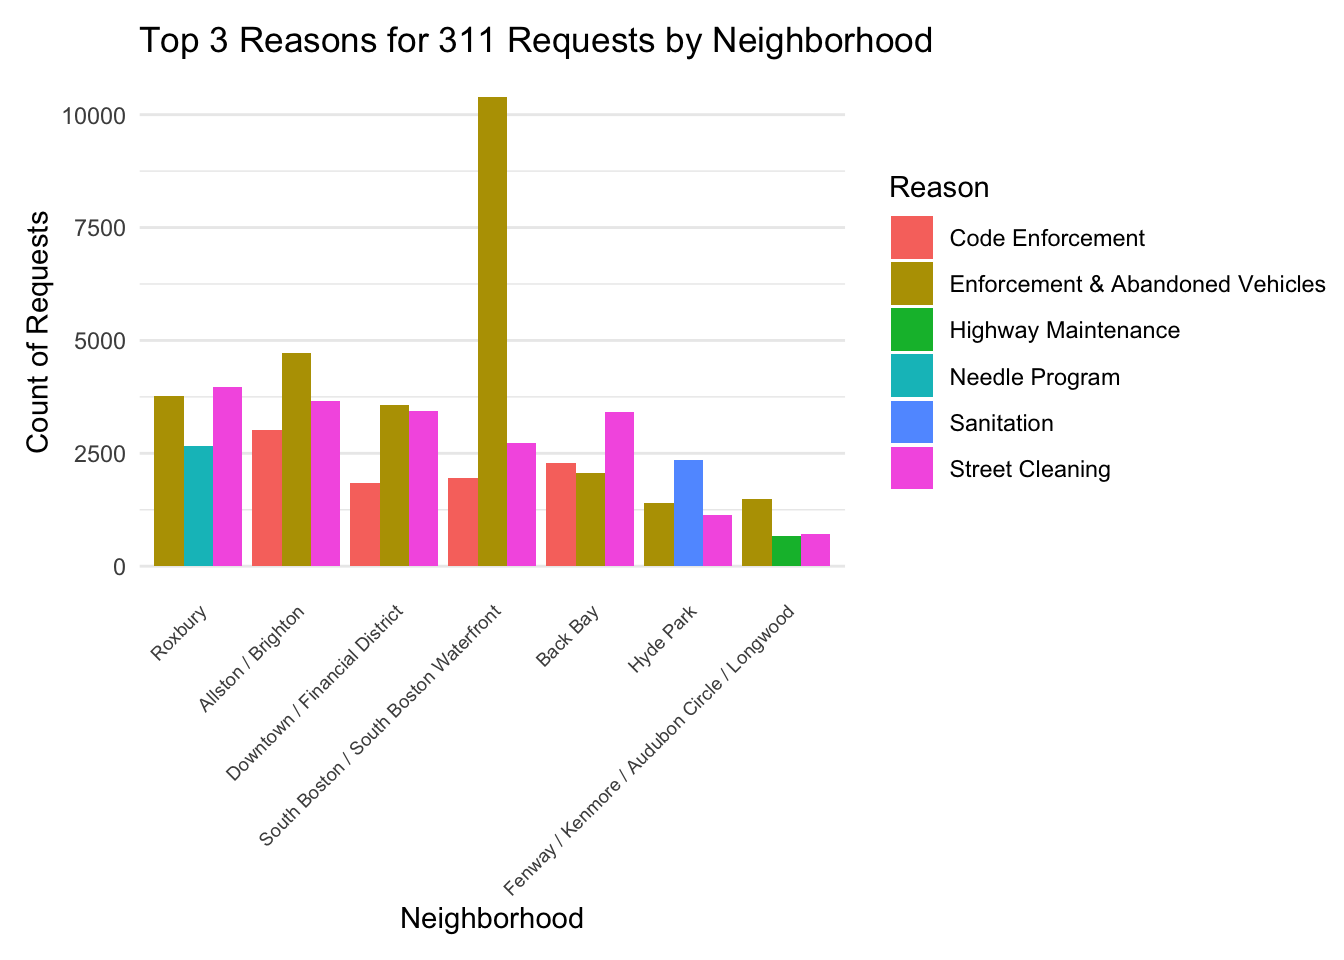 Top 3 Reasons for 311 Requests by Neighborhood
Count of Requests
10000
7500
5000
2500
0
Roxbury
Allston / Brighton
Downtown / Financial District
South Boston / South Boston Waterfront
Back Bay
Hyde Park
Fenway / Kenmore / Audubon Circle / Longwood
Neighborhood
Reason
Code Enforcement
Enforcement & Abandoned Vehicles
Highway Maintenance
Needle Program
Sanitation
Street Cleaning